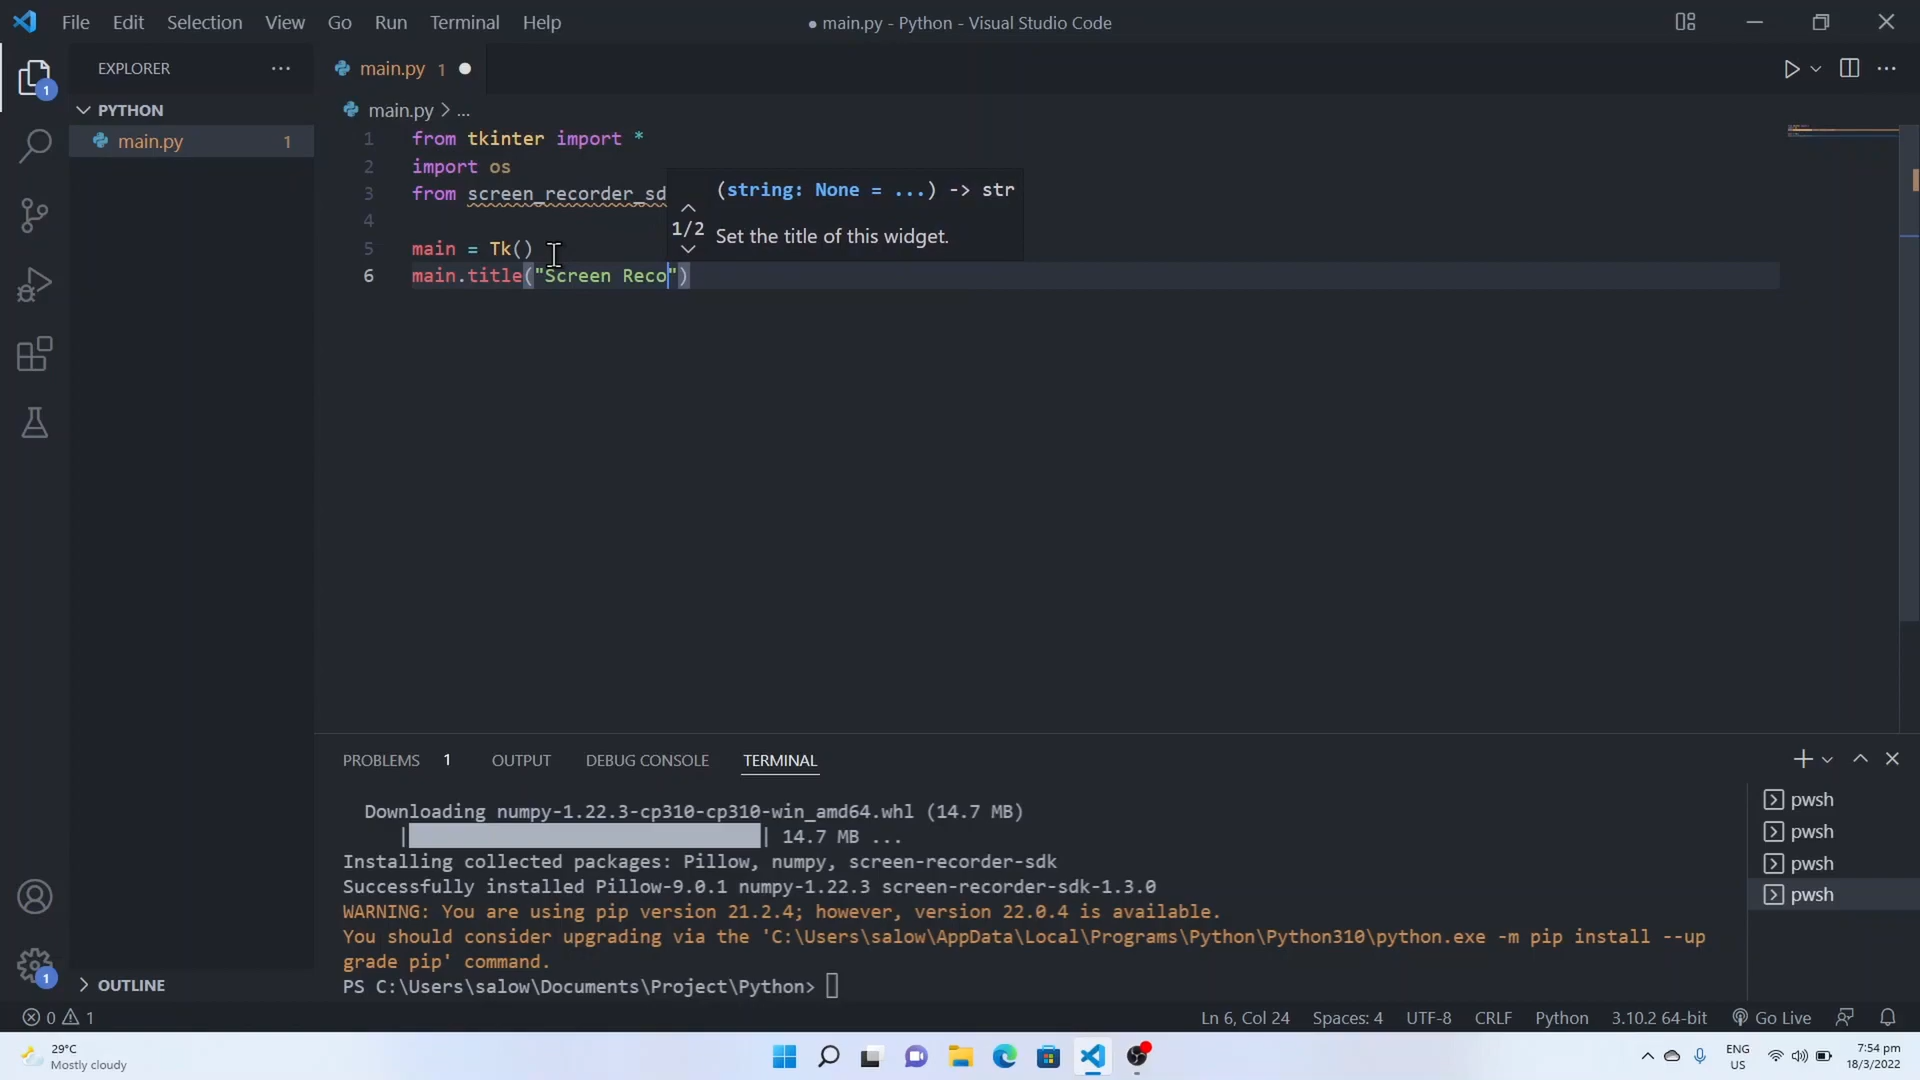 File Edit Selection View Go Run Terminal Help
● main.py - Python - Visual Studio Code
EXPLORER
PYTHON
main.py 1
OUTLINE
main.py 1
main.py > ...
1 from tkinter import *
2 import os
3 from screen_recorder_sd
4
5 main = Tk()
6 main.title("Screen Reco")
(string: None = ...) -> str
1/2
Set the title of this widget.
PROBLEMS 1 OUTPUT DEBUG CONSOLE TERMINAL
Downloading numpy-1.22.3-cp310-cp310-win_amd64.whl (14.7 MB)
| | 14.7 MB ...
Installing collected packages: Pillow, numpy, screen-recorder-sdk
Successfully installed Pillow-9.0.1 numpy-1.22.3 screen-recorder-sdk-1.3.0
WARNING: You are using pip version 21.2.4; however, version 22.0.4 is available.
You should consider upgrading via the 'C:\Users\salow\AppData\Local\Programs\Python\Python310\python.exe -m pip install --up
grade pip' command.
PS C:\Users\salow\Documents\Project\Python>
pwsh
pwsh
pwsh
pwsh
1
1
0 1
Ln 6, Col 24 Spaces: 4 UTF-8 CRLF Python 3.10.2 64-bit Go Live
29°C
Mostly cloudy
ENG
US
7:54 pm
18/3/2022